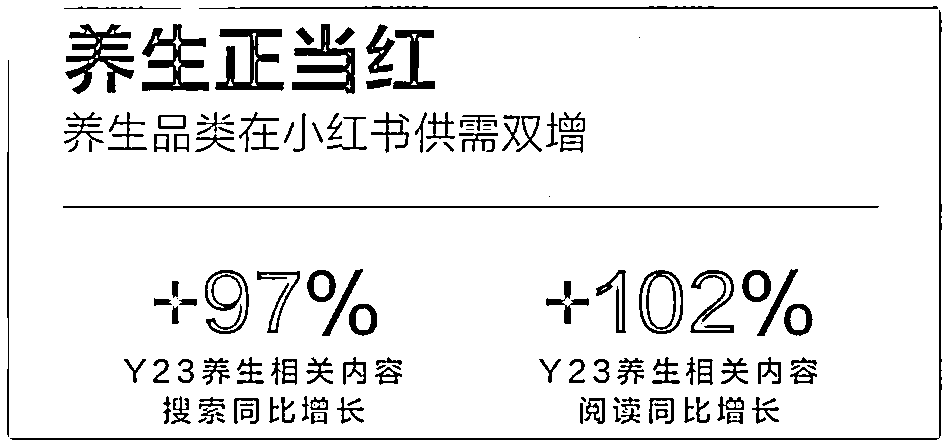 养生正当红
养生品类在小红书供需双增
+97%
Y23养生相关内容
搜索同比增长
+102%
Y23养生相关内容
阅读同比增长